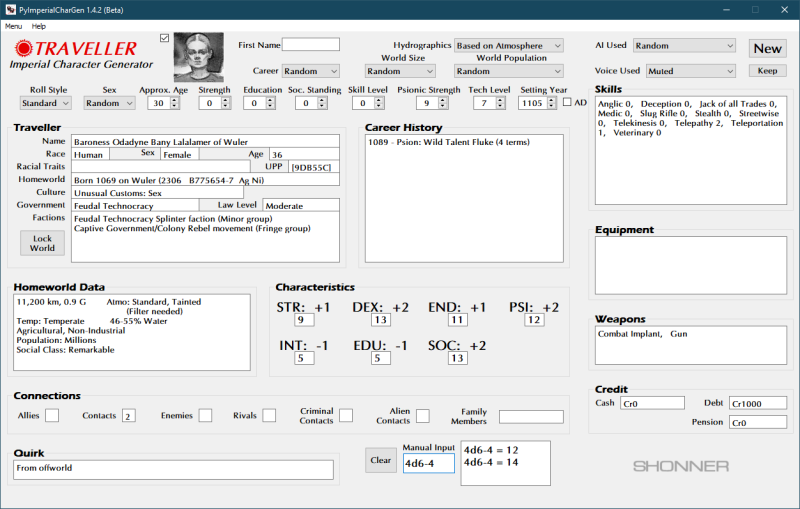 PyImperialCharGen 1.4.2 (Beta)
Menu Help
TRAVELLER
Imperial Character Generator
First Name
Career Random
Hydrographics Based on Atmosphere
World Size World Population
Random Random
AI Used Random
Voice Used Muted
New
Keep
Roll Style Sex Approx. Age Strength Education Soc. Standing Skill Level Psionic Strength Tech Level Setting Year
Standard Random 30 0 0 0 0 9 7 1105 AD
Skills
Anglic 0, Deception 0, Jack of all Trades 0,
Medic 0, Slug Rifle 0, Stealth 0, Streetwise
0, Telekinesis 0, Telepathy 2, Teleportation
1, Veterinary 0
Traveller
Name Baroness Odadyne Bany Lalalamer of Wuler
Race Human Sex Female Age 36
Racial Traits UPP [9DB55C]
Homeworld Born 1069 on Wuler (2306 B775654-7 Ag Ni)
Culture Unusual Customs: Sex
Government Feudal Technocracy Law Level Moderate
Factions Feudal Technocracy Splinter faction (Minor group)
Captive Government/Colony Rebel movement (Fringe group)
Lock
World
Career History
1089 - Psion: Wild Talent Fluke (4 terms)
Equipment
Homeworld Data
11,200 km, 0.9 G Atmo: Standard, Tainted
(Filter needed)
Temp: Temperate 46-55% Water
Agricultural, Non-Industrial
Population: Millions
Social Class: Remarkable
Characteristics
STR: +1 DEX: +2 END: +1 PSI: +2
9 13 11 12
INT: -1 EDU: -1 SOC: +2
5 5 13
Weapons
Combat Implant, Gun
Connections
Allies Contacts 2 Enemies Rivals Criminal Contacts Alien Contacts Family Members
Credit
Cash Cr0 Debt Cr1000
Pension Cr0
Quirk
From offworld
Clear
Manual Input
4d6-4
4d6-4 = 12
4d6-4 = 14
SHONNER